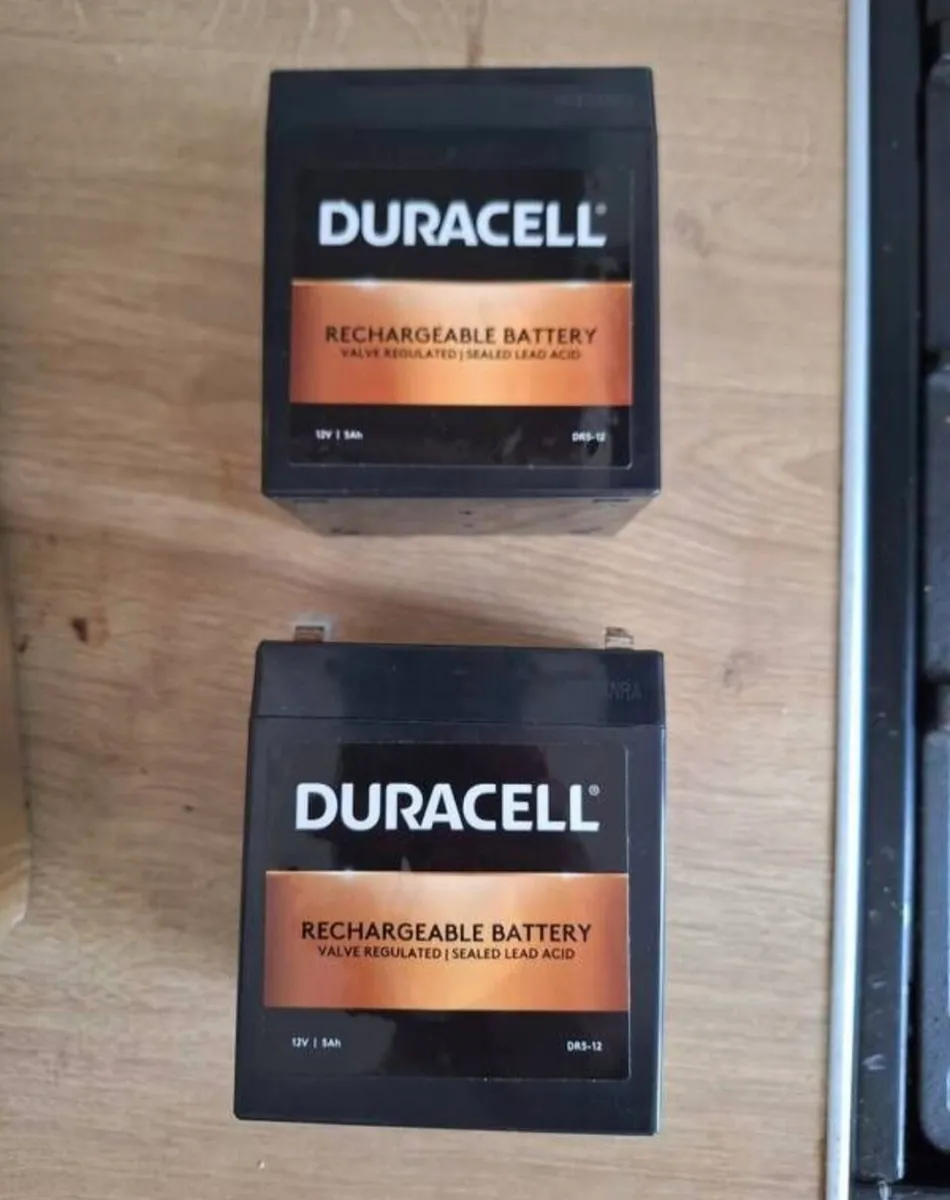 DURACELL®
RECHARGEABLE BATTERY
VALVE REGULATED | SEALED LEAD ACID
12V | 5Ah DR5-12
DURACELL®
RECHARGEABLE BATTERY
VALVE REGULATED | SEALED LEAD ACID
12V | 5Ah DR5-12